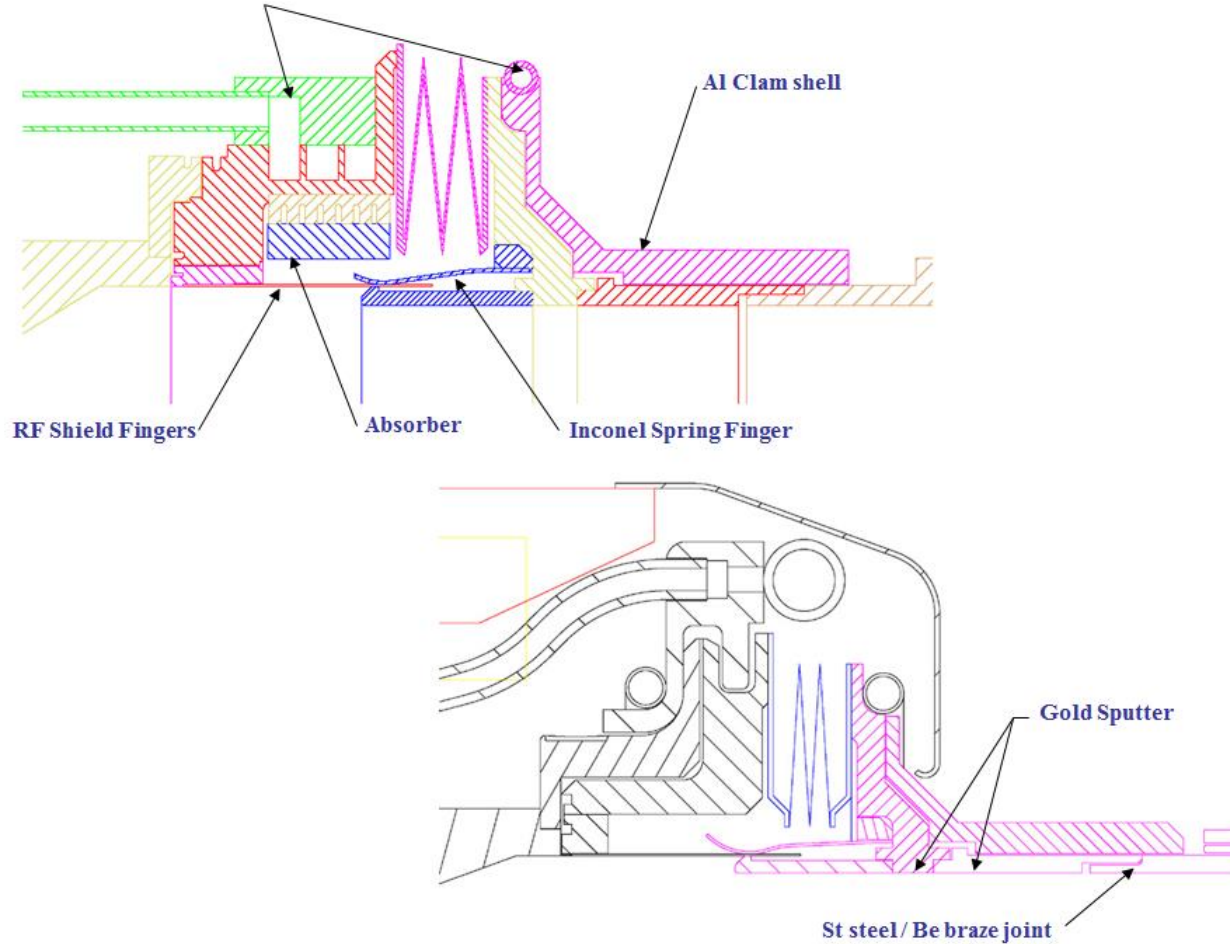 Al Clam shell
RF Shield Fingers
Absorber
Inconel Spring Finger
Gold Sputter
St steel / Be braze joint